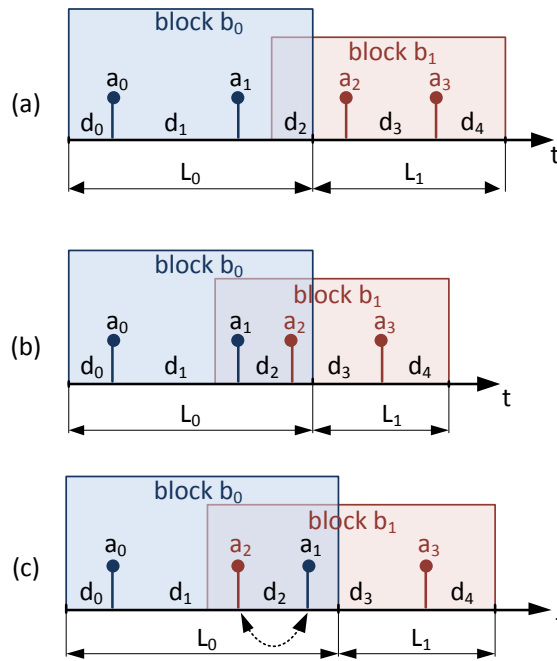 block b₀
block b₁
a₀ a₁ a₂ a₃
(a)
d₀ d₁ d₂ d₃ d₄
t
L₀ L₁
block b₀
block b₁
a₀ a₁ a₂ a₃
(b)
d₀ d₁ d₂ d₃ d₄
t
L₀ L₁
block b₀
block b₁
a₀ a₂ a₁ a₃
(c)
d₀ d₁ d₂ d₃ d₄
L₀ L₁